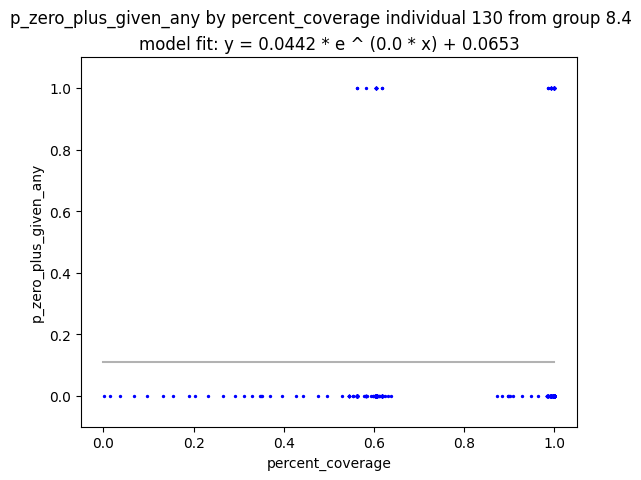 p_zero_plus_given_any by percent_coverage individual 130 from group 8.4
model fit: y = 0.0442 * e ^ (0.0 * x) + 0.0653
1.0
0.8
0.6
0.4
0.2
0.0
p_zero_plus_given_any
0.0 0.2 0.4 0.6 0.8 1.0
percent_coverage